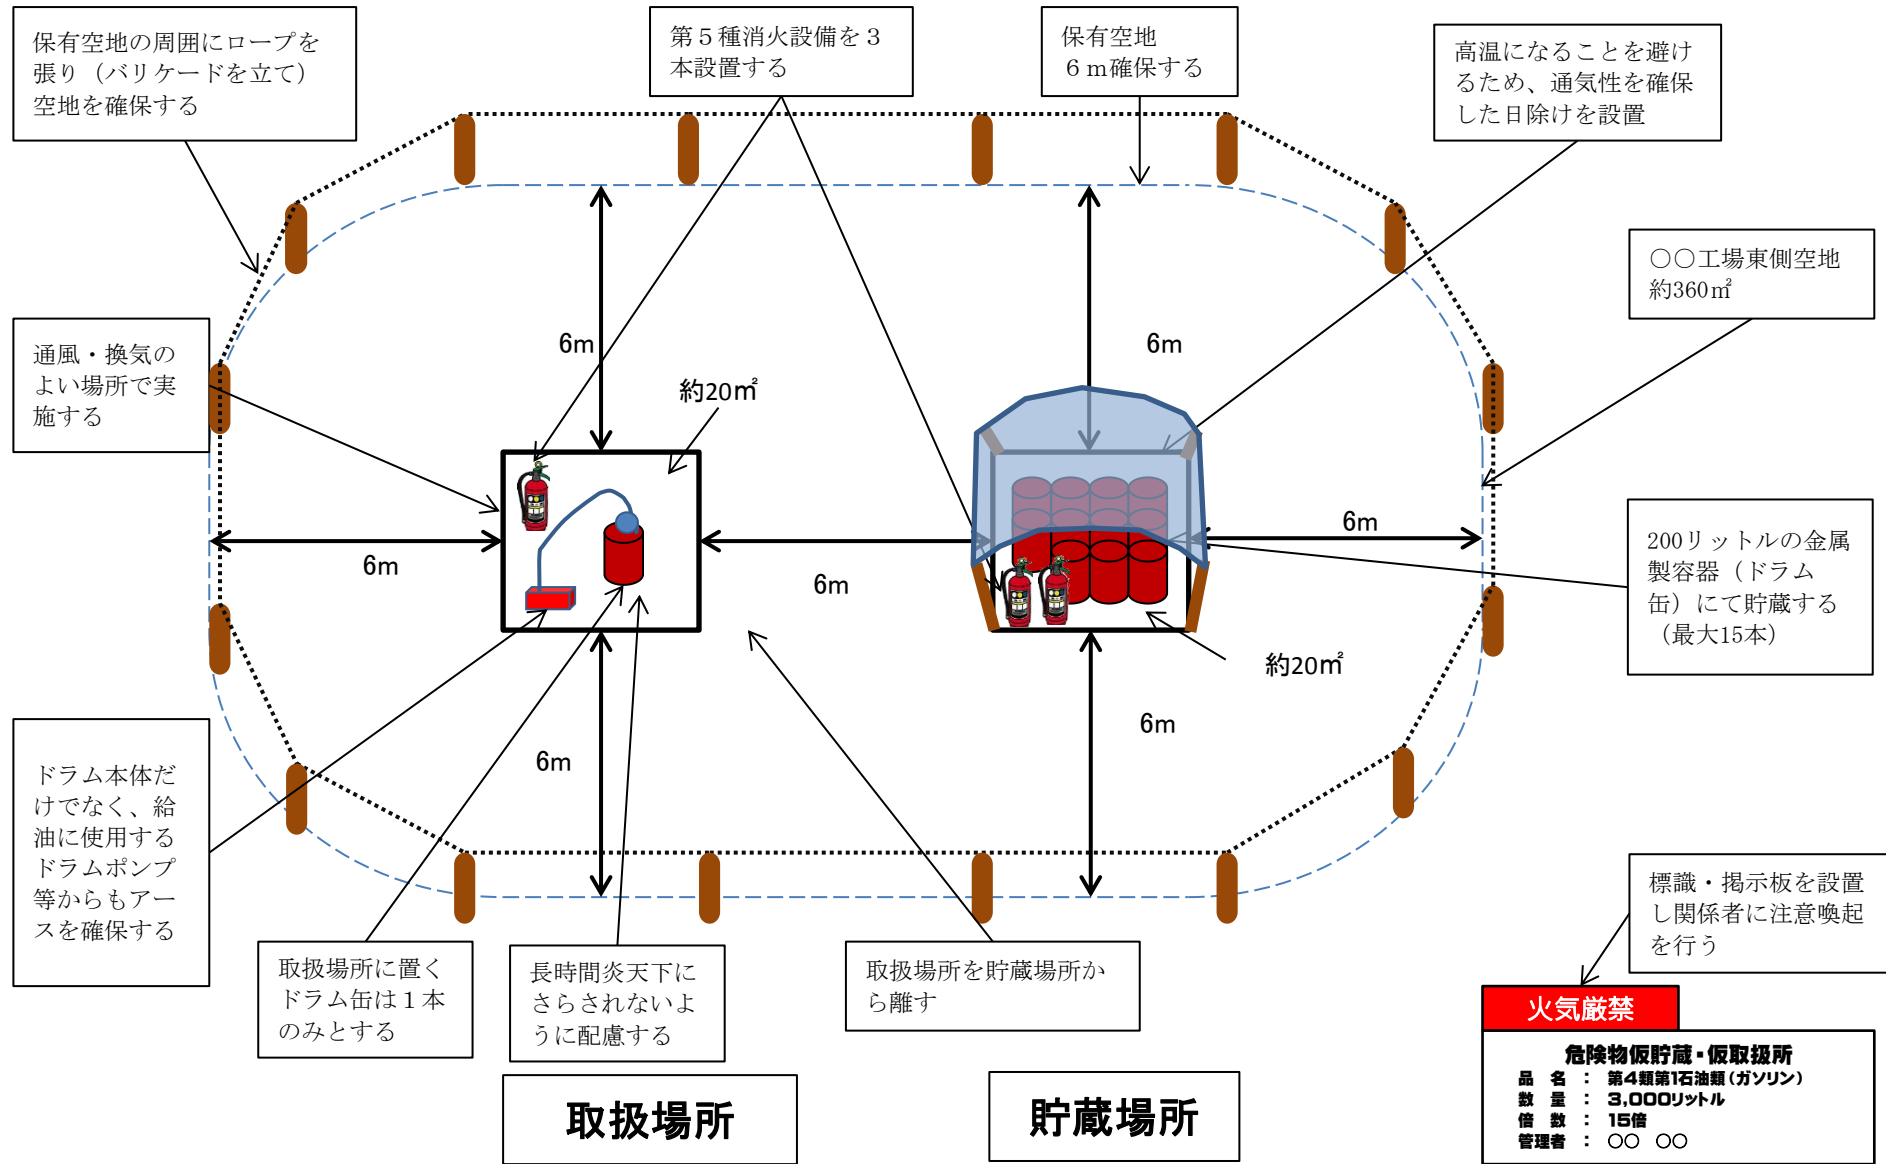 保有空地の周囲にロープを
張り（バリケードを立て）
空地を確保する
第５種消火設備を３
本設置する
保有空地
６ｍ確保する
高温になることを避け
るため、通気性を確保
した日除けを設置
〇〇工場東側空地
約360㎡
通風・換気の
よい場所で実
施する
6m
6m
約20㎡
6m
6m
6m
200リットルの金属
製容器（ドラム
缶）にて貯蔵する
（最大15本）
約20㎡
6m
6m
ドラム本体だ
けでなく、給
油に使用する
ドラムポンプ
等からもアー
スを確保する
取扱場所に置く
ドラム缶は１本
のみとする
長時間炎天下に
さらされないよ
うに配慮する
取扱場所を貯蔵場所か
ら離す
標識・掲示板を設置
し関係者に注意喚起
を行う
火気厳禁
危険物仮貯蔵・仮取扱所
品　名　：　第4類第1石油類（ガソリン）
数　量　：　3,000リットル
倍　数　：　15倍
管理者　：　〇〇　〇〇
取扱場所
貯蔵場所